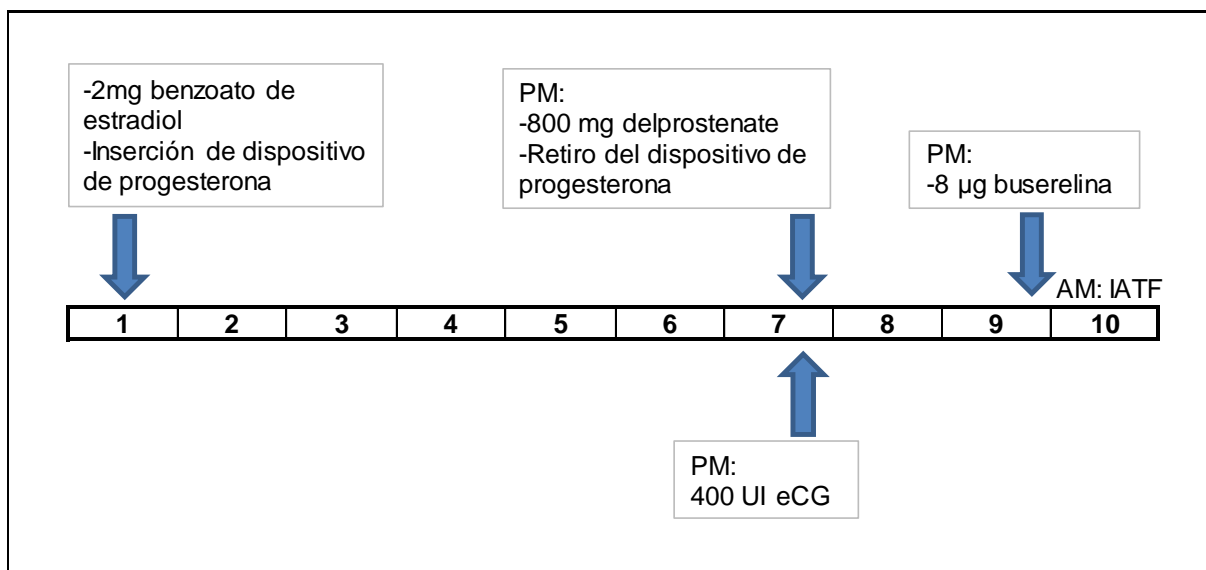 -2mg benzoato de
estradiol
-Inserción de dispositivo
de progesterona
PM:
-800 mg delprostenate
-Retiro del dispositivo de
progesterona
PM:
-8 µg buserelina
AM: IATF
1 2 3 4 5 6 7 8 9 10
PM:
400 UI eCG